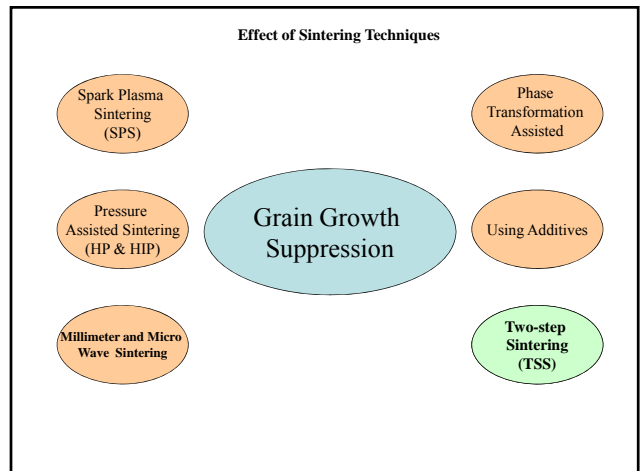 Effect of Sintering Techniques
Spark Plasma
Sintering
(SPS)
Pressure
Assisted Sintering
(HP & HIP)
Millimeter and Micro
Wave Sintering
Grain Growth
Suppression
Phase
Transformation
Assisted
Using Additives
Two-step
Sintering
(TSS)